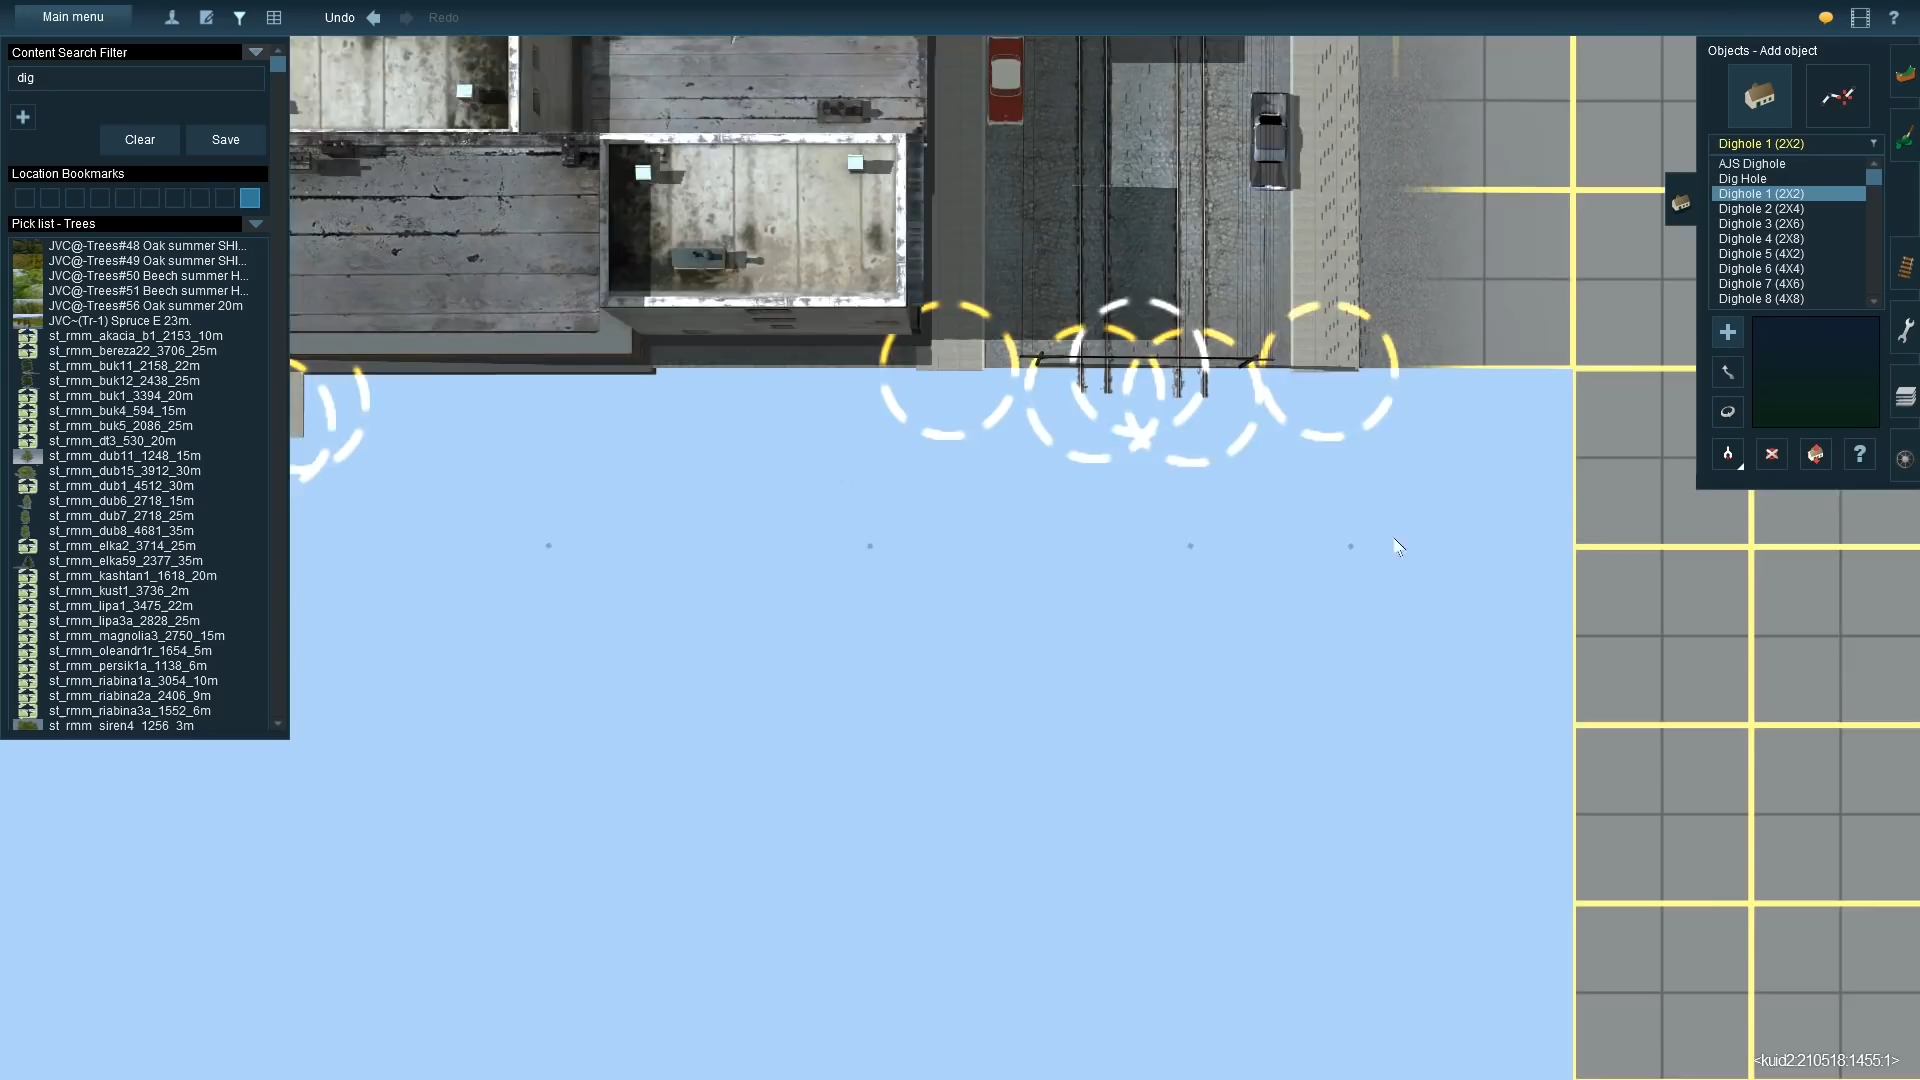 Main menu
Undo
Redo
?
Content Search Filter
dig
Clear
Save
Location Bookmarks
Pick list - Trees
JVC@-Trees#48 Oak summer SHI...
JVC@-Trees#49 Oak summer SHI...
JVC@-Trees#50 Beech summer H...
JVC@-Trees#51 Beech summer H...
JVC@-Trees#56 Oak summer 20m
JVC~(Tr-1) Spruce E 23m.
st_rmm_akacia_b1_2153_10m
st_rmm_bereza22_3706_25m
st_rmm_buk11_2158_22m
st_rmm_buk12_2438_25m
st_rmm_buk1_3394_20m
st_rmm_buk4_594_15m
st_rmm_buk5_2086_25m
st_rmm_dt3_530_20m
st_rmm_dub11_1248_15m
st_rmm_dub15_3912_30m
st_rmm_dub1_4512_30m
st_rmm_dub6_2718_15m
st_rmm_dub7_2718_25m
st_rmm_dub8_4681_35m
st_rmm_elka2_3714_25m
st_rmm_elka59_2377_35m
st_rmm_kashtan1_1618_20m
st_rmm_kust1_3736_2m
st_rmm_lipa1_3475_22m
st_rmm_lipa3a_2828_25m
st_rmm_magnolia3_2750_15m
st_rmm_oleandr1r_1654_5m
st_rmm_persik1a_1138_6m
st_rmm_riabina1a_3054_10m
st_rmm_riabina2a_2406_9m
st_rmm_riabina3a_1552_6m
st_rmm_siren4_1256_3m
Objects - Add object
Dighole 1 (2X2)
AJS Dighole
Dig Hole
Dighole 1 (2X2)
Dighole 2 (2X4)
Dighole 3 (2X6)
Dighole 4 (2X8)
Dighole 5 (4X2)
Dighole 6 (4X4)
Dighole 7 (4X6)
Dighole 8 (4X8)
?
<kuid2:210518:1455:1>